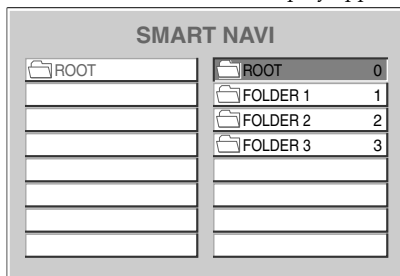 SMART NAVI
ROOT ROOT 0
FOLDER 1 1
FOLDER 2 2
FOLDER 3 3